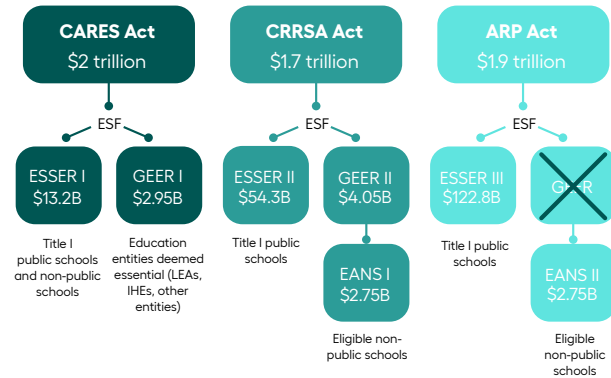 CARES Act
$2 trillion
ESF
ESSER I
$13.2B
Title I
public schools
and non-public
schools
GEER I
$2.95B
Education
entities deemed
essential (LEAs,
IHEs, other
entities)
CRRSA Act
$1.7 trillion
ESF
ESSER II
$54.3B
Title I public
schools
GEER II
$4.05B
EANS I
$2.75B
Eligible non-
public schools
ARP Act
$1.9 trillion
ESF
ESSER III
$122.8B
Title I public
schools
GEER
EANS II
$2.75B
Eligible
non-public
schools